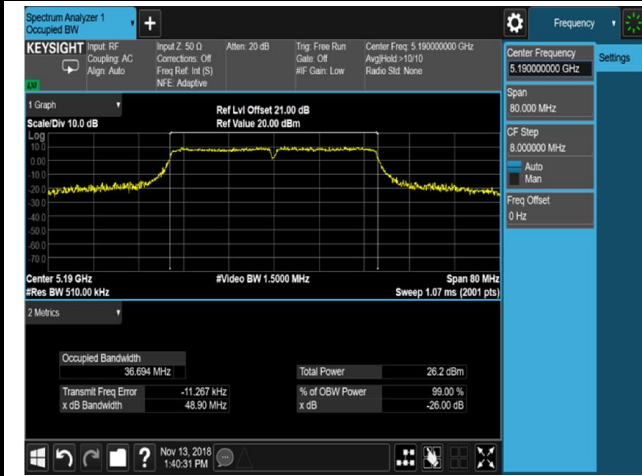 Spectrum Analyzer 1
Occupied BW
KEYSIGHT
Input: RF
Coupling: AC
Align: Auto
Input Z: 50 Ω
Corrections: Off
Freq Ref: Int (S)
NFE: Adaptive
Atten: 20 dB
Trig: Free Run
Gate: Off
#IF Gain: Low
Center Freq: 5.190000000 GHz
Avg|Hold:>10/10
Radio Std: None
1 Graph
Scale/Div 10.0 dB
Ref Lvl Offset 21.00 dB
Ref Value 20.00 dBm
Log
10.0
0.00
-10.0
-20.0
-30.0
-40.0
-50.0
-60.0
-70.0
Center 5.19 GHz
#Video BW 1.5000 MHz
Span 80 MHz
#Res BW 510.00 kHz
Sweep 1.07 ms (2001 pts)
2 Metrics
Occupied Bandwidth
36.694 MHz
Total Power 26.2 dBm
Transmit Freq Error -11.267 kHz
% of OBW Power 99.00 %
x dB Bandwidth 48.90 MHz
x dB -26.00 dB
Nov 13, 2018
1:40:31 PM
Frequency
Settings
Center Frequency
5.190000000 GHz
Span
80.000 MHz
CF Step
8.000000 MHz
Auto
Man
Freq Offset
0 Hz